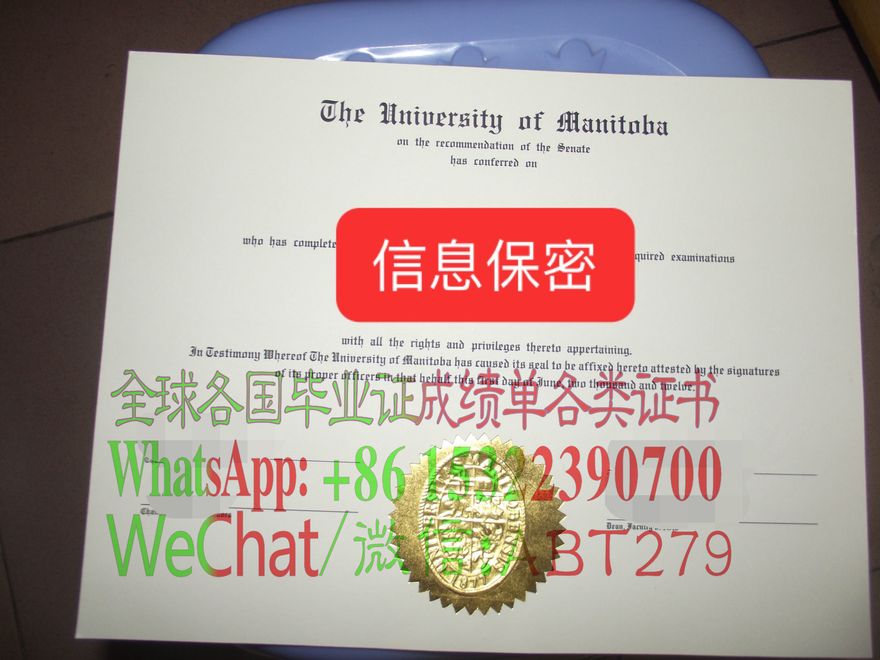 The University of Manitoba
on the recommendation of the Senate
has conferred on
who has complete
信息保密
quired examinations
with all the rights and privileges thereto appertaining.
In Testimony Whereof The University of Manitoba has caused its seal to be affixed hereto attested by the signatures
of its proper officers in that behalf this first day of June, two thousand and twelve.
全球各国毕业证成绩单各类证书
WhatsApp: +86
WeChat/微信: ABT279
Dean,